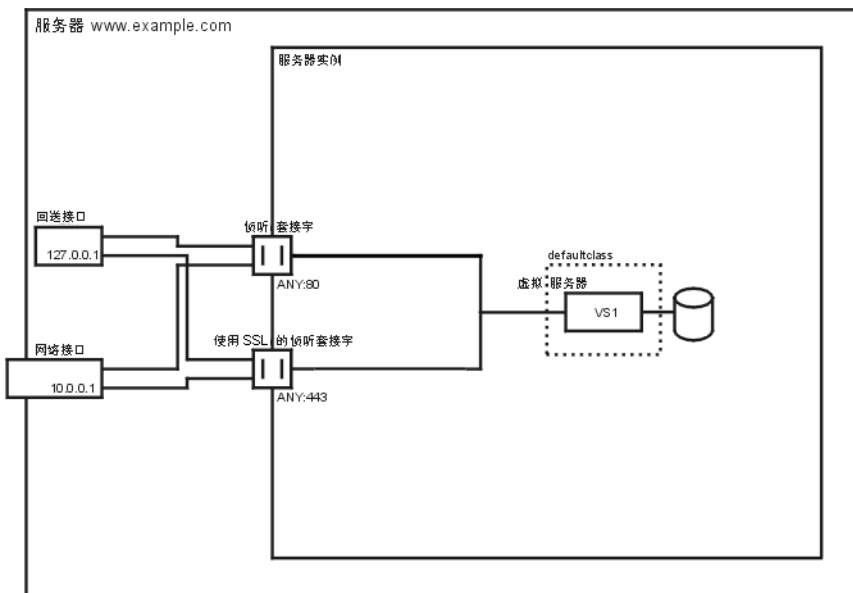 服务器 www.example.com
服务器实例
回送接口
127.0.0.1
侦听 套接字
ANY:80
defaultclass
虚拟 服务器
VS1
使用 SSL 的侦听套接字
ANY:443
网络接口
10.0.0.1